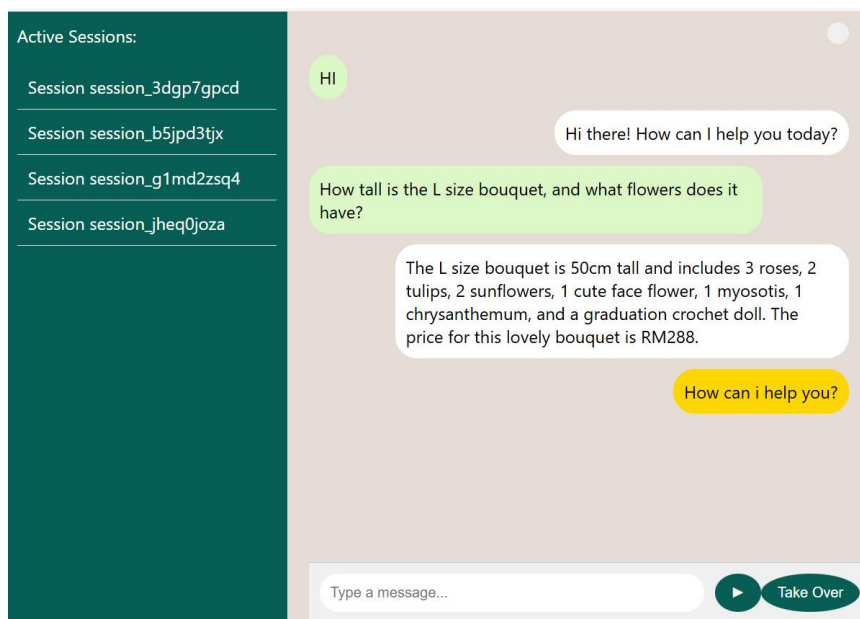 Active Sessions:
Session session_3dgp7gpcd
Session session_b5jpd3tjx
Session session_g1md2zsq4
Session session_jheq0joza
HI
Hi there! How can I help you today?
How tall is the L size bouquet, and what flowers does it
have?
The L size bouquet is 50cm tall and includes 3 roses, 2
tulips, 2 sunflowers, 1 cute face flower, 1 myosotis, 1
chrysanthemum, and a graduation crochet doll. The
price for this lovely bouquet is RM288.
How can i help you?
Type a message...
Take Over